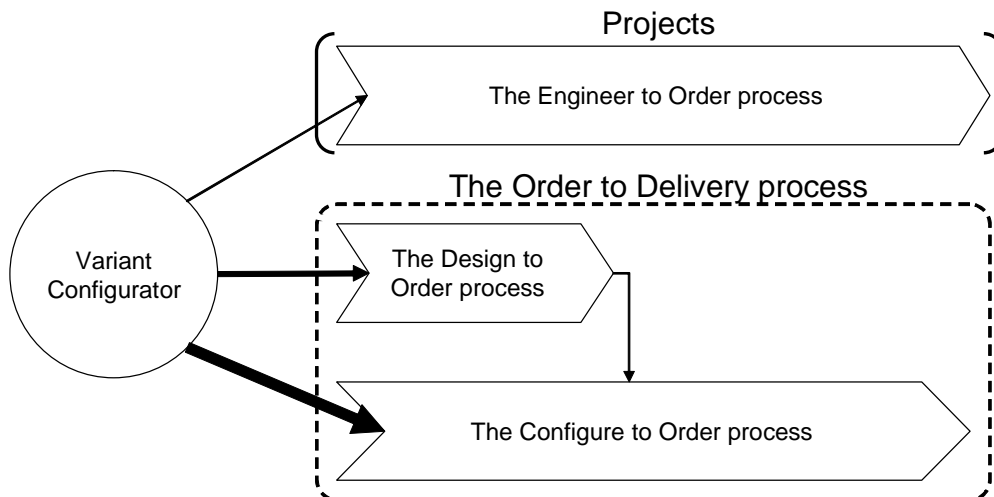 Projects
The Engineer to Order process
The Order to Delivery process
Variant
Configurator
The Design to
Order process
The Configure to Order process